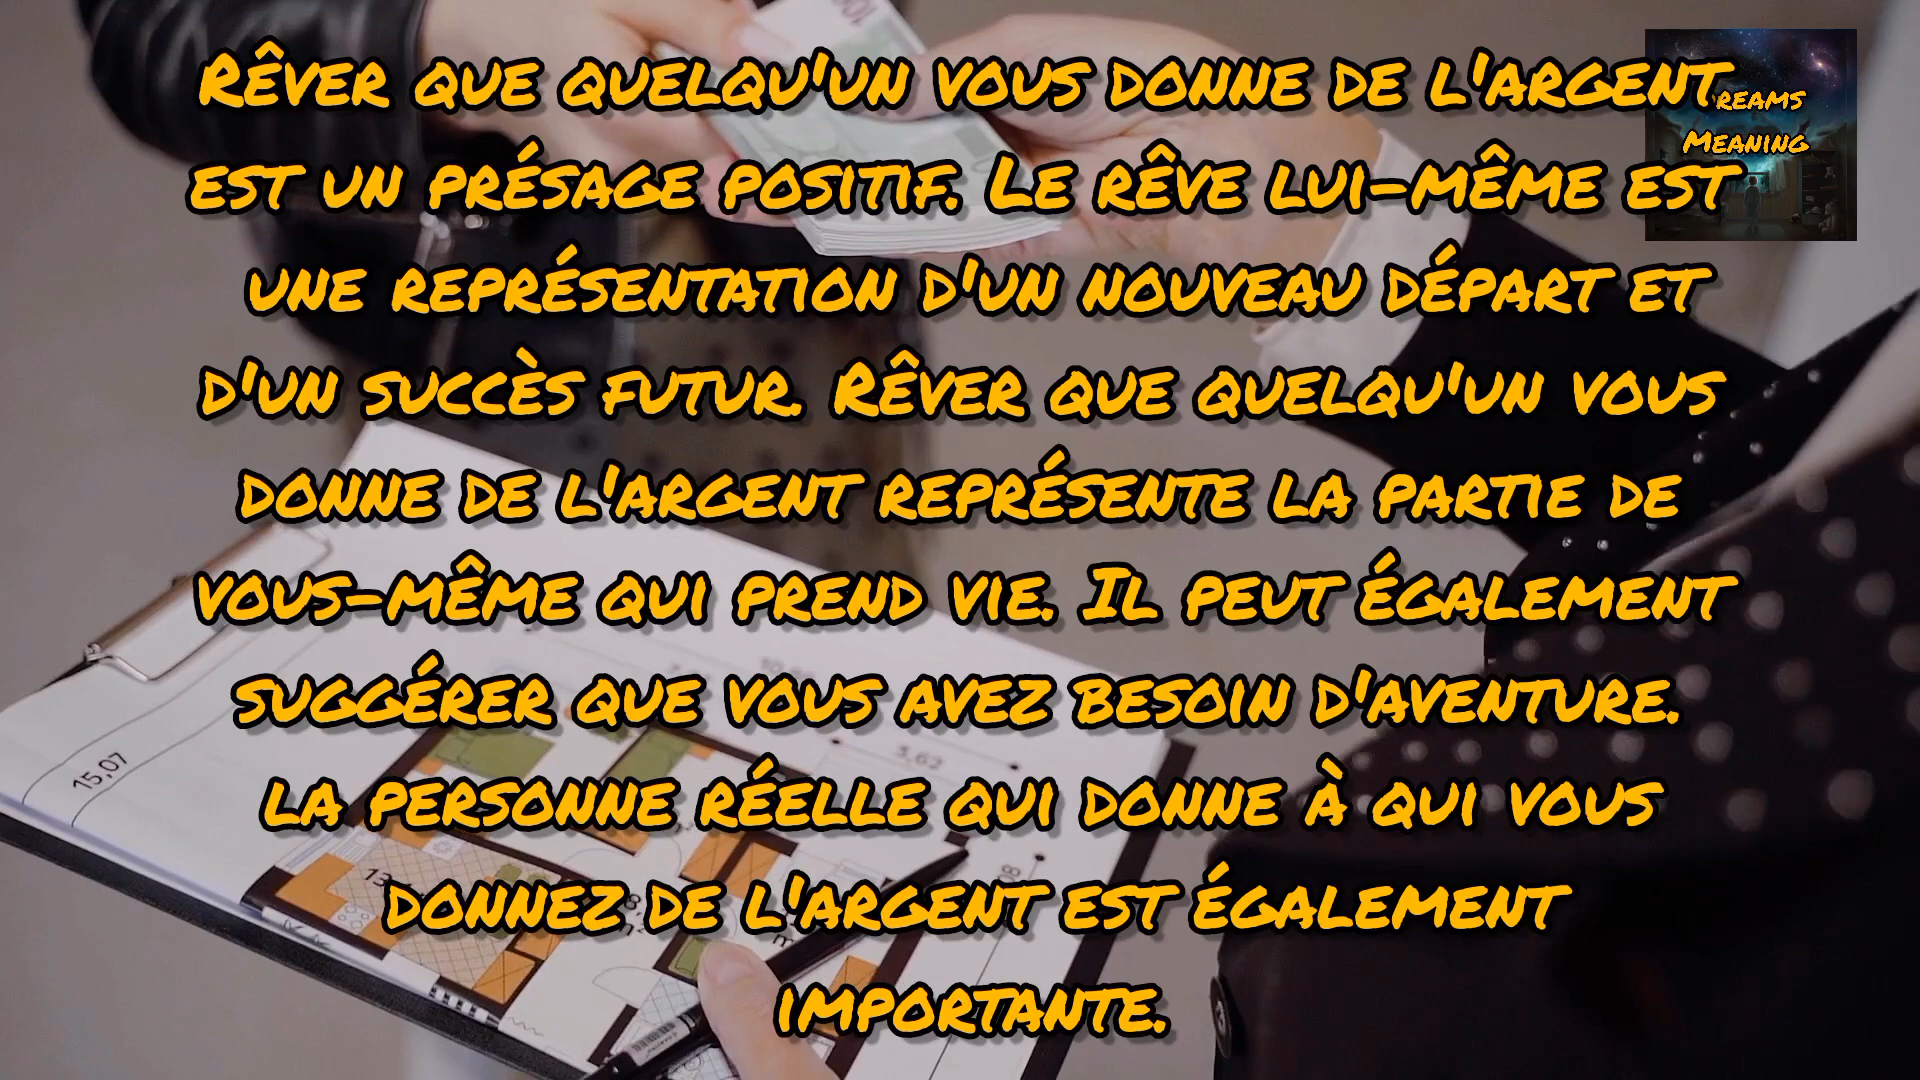 Rêver que quelqu'un vous donne de l'argent
est un présage positif. Le rêve lui-même est
une représentation d'un nouveau départ et
d'un succès futur. Rêver que quelqu'un vous
donne de l'argent représente la partie de
vous-même qui prend vie. Il peut également
suggérer que vous avez besoin d'aventure.
la personne réelle qui donne à qui vous
donnez de l'argent est également
importante.
Meaning
15,07
5,62